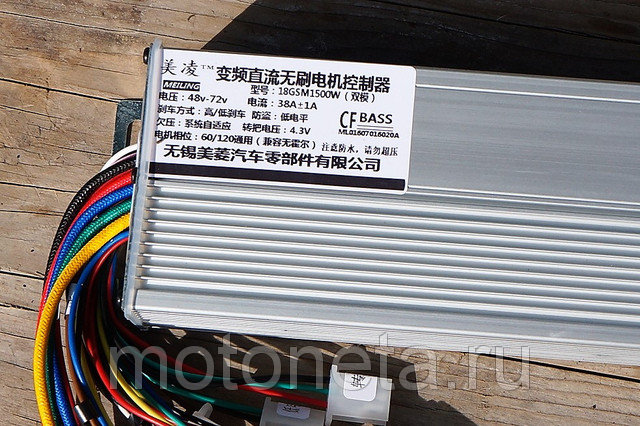 美凌™ 变频直流无刷电机控制器
MEILING 型号：18GSM1500W（双模）
电压：48v-72v 电流：38A±1A
刹车方式：高/低刹车 防盗：低电平
欠压：系统自适应 转把电压：4.3V
CE BASS
ML01607016020A
电机相位：60/120通用（兼容无霍尔） 注意防水，请勿超压
无锡美菱汽车零部件有限公司
motoneta.ru